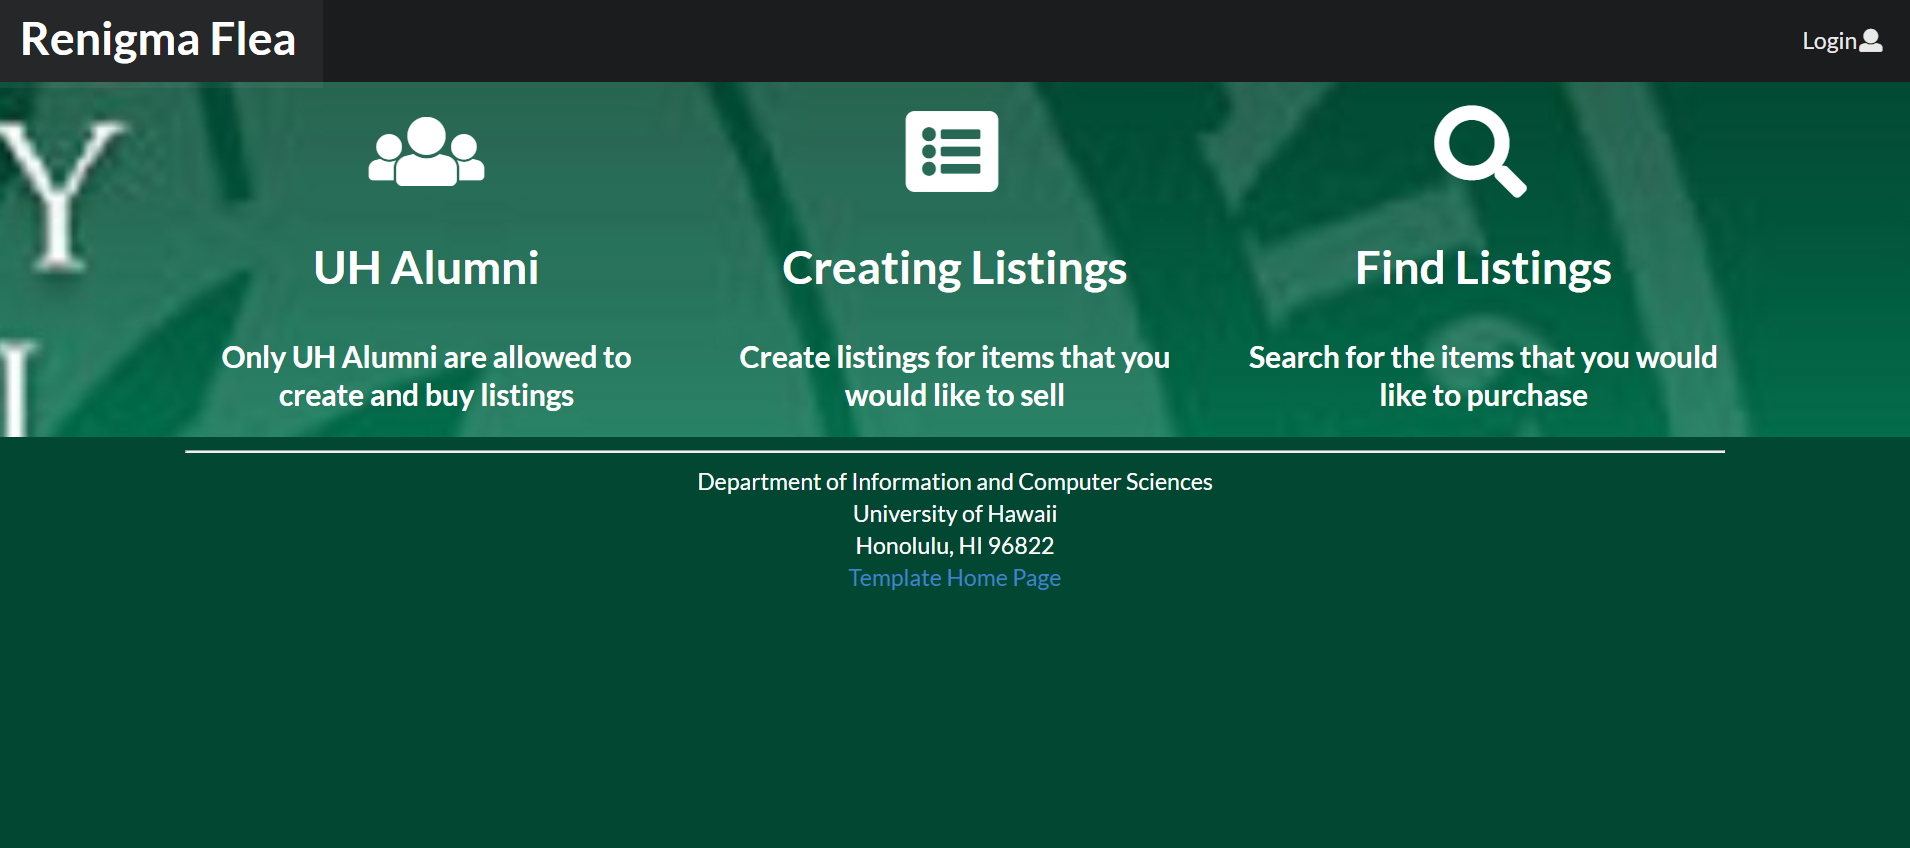 Renigma Flea
Login
Y
I
UH Alumni
Creating Listings
Find Listings
Only UH Alumni are allowed to
create and buy listings
Create listings for items that you
would like to sell
Search for the items that you would
like to purchase
Department of Information and Computer Sciences
University of Hawaii
Honolulu, HI 96822
Template Home Page